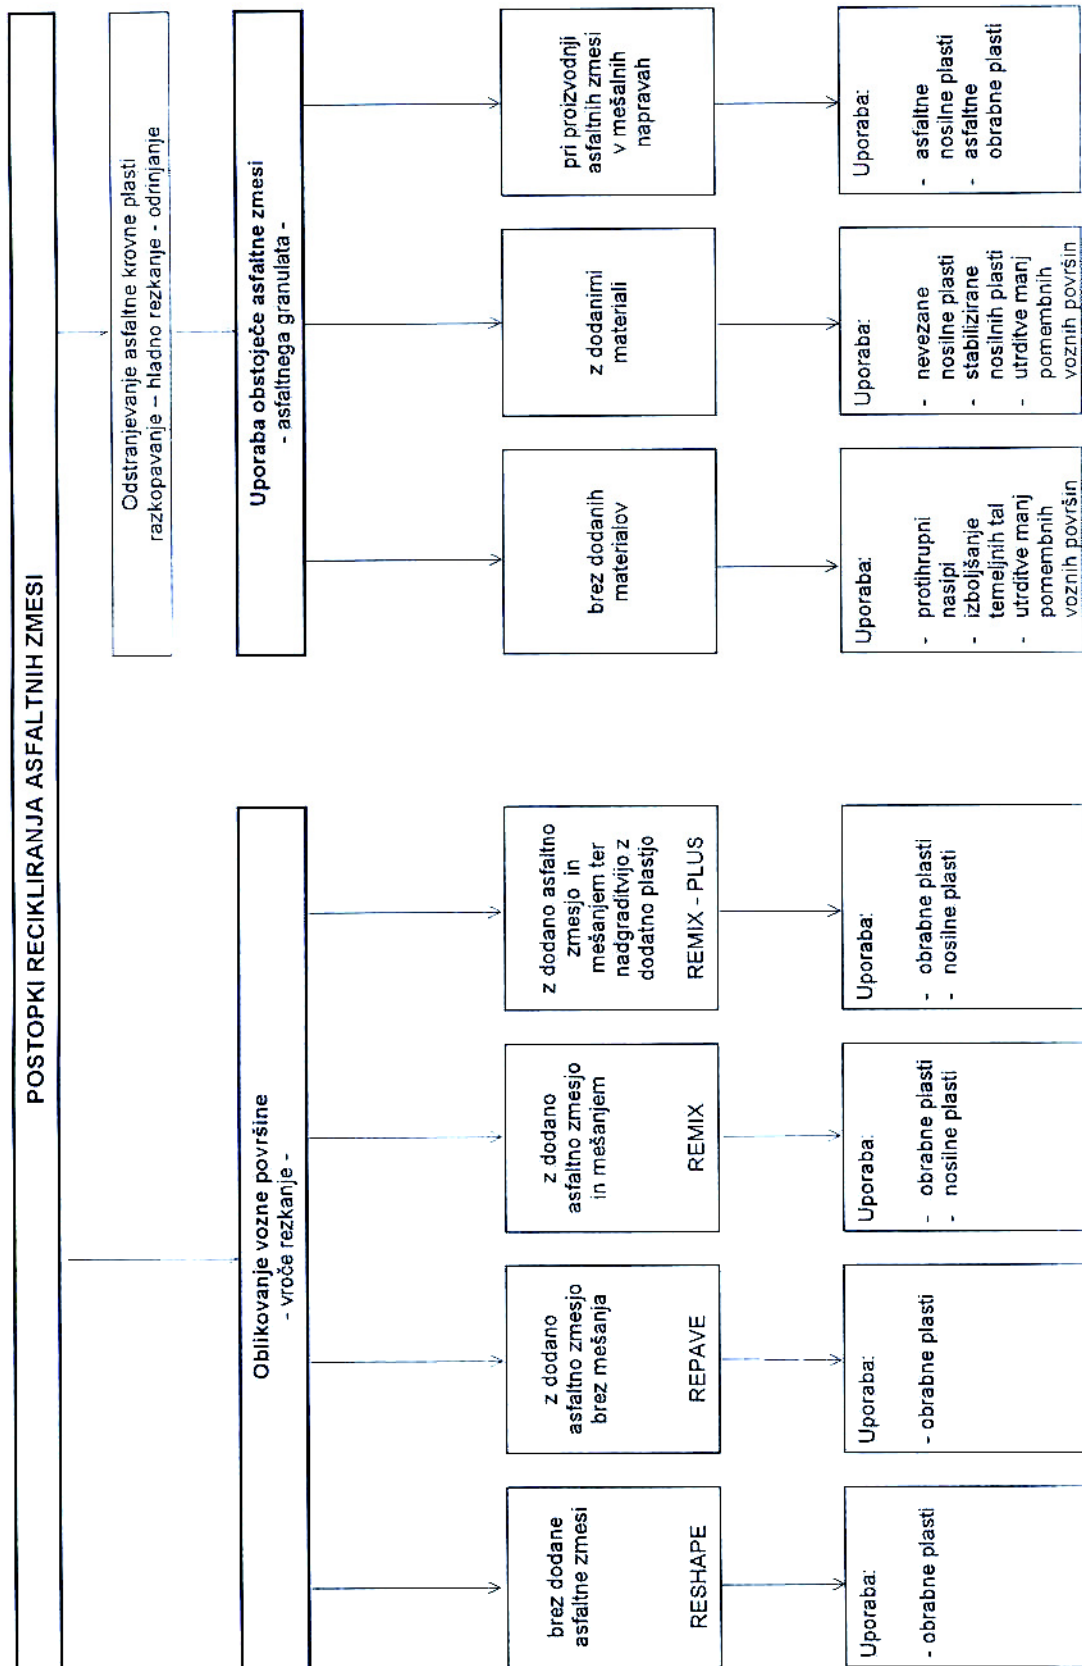 POSTOPKI RECIKLIRANJA ASFALTNIH ZMESI
Oblikovanje vozne površine
- vroče rezkanje -
Odstranjevanje asfaltne krovne plasti
razkopavanje – hladno rezkanje - odrinjanje
Uporaba obstoječe asfaltne zmesi
- asfaltnega granulata -
brez dodane
asfaltne zmesi
RESHAPE
z dodano
asfaltno zmesjo
brez mešanja
REPAVE
z dodano
asfaltno zmesjo
in mešanjem
REMIX
z dodano asfaltno
zmesjo in
mešanjem ter
nadgraditvijo z
dodatno plastjo
REMIX - PLUS
brez dodanih
materialov
z dodanimi
materiali
pri proizvodnji
asfaltnih zmesi
v mešalnih
napravah
Uporaba:
- obrabne plasti
Uporaba:
- obrabne plasti
Uporaba:
- obrabne plasti
- nosilne plasti
Uporaba:
- obrabne plasti
- nosilne plasti
Uporaba:
- protihrupni
nasipi
- izboljšanje
temeljnih tal
- utrditve manj
pomembnih
voznih površin
Uporaba:
- nevezane
nosilne plasti
- stabilizirane
nosilnih plasti
- utrditve manj
pomembnih
voznih površin
Uporaba:
- asfaltne
nosilne plasti
- asfaltne
obrabne plasti